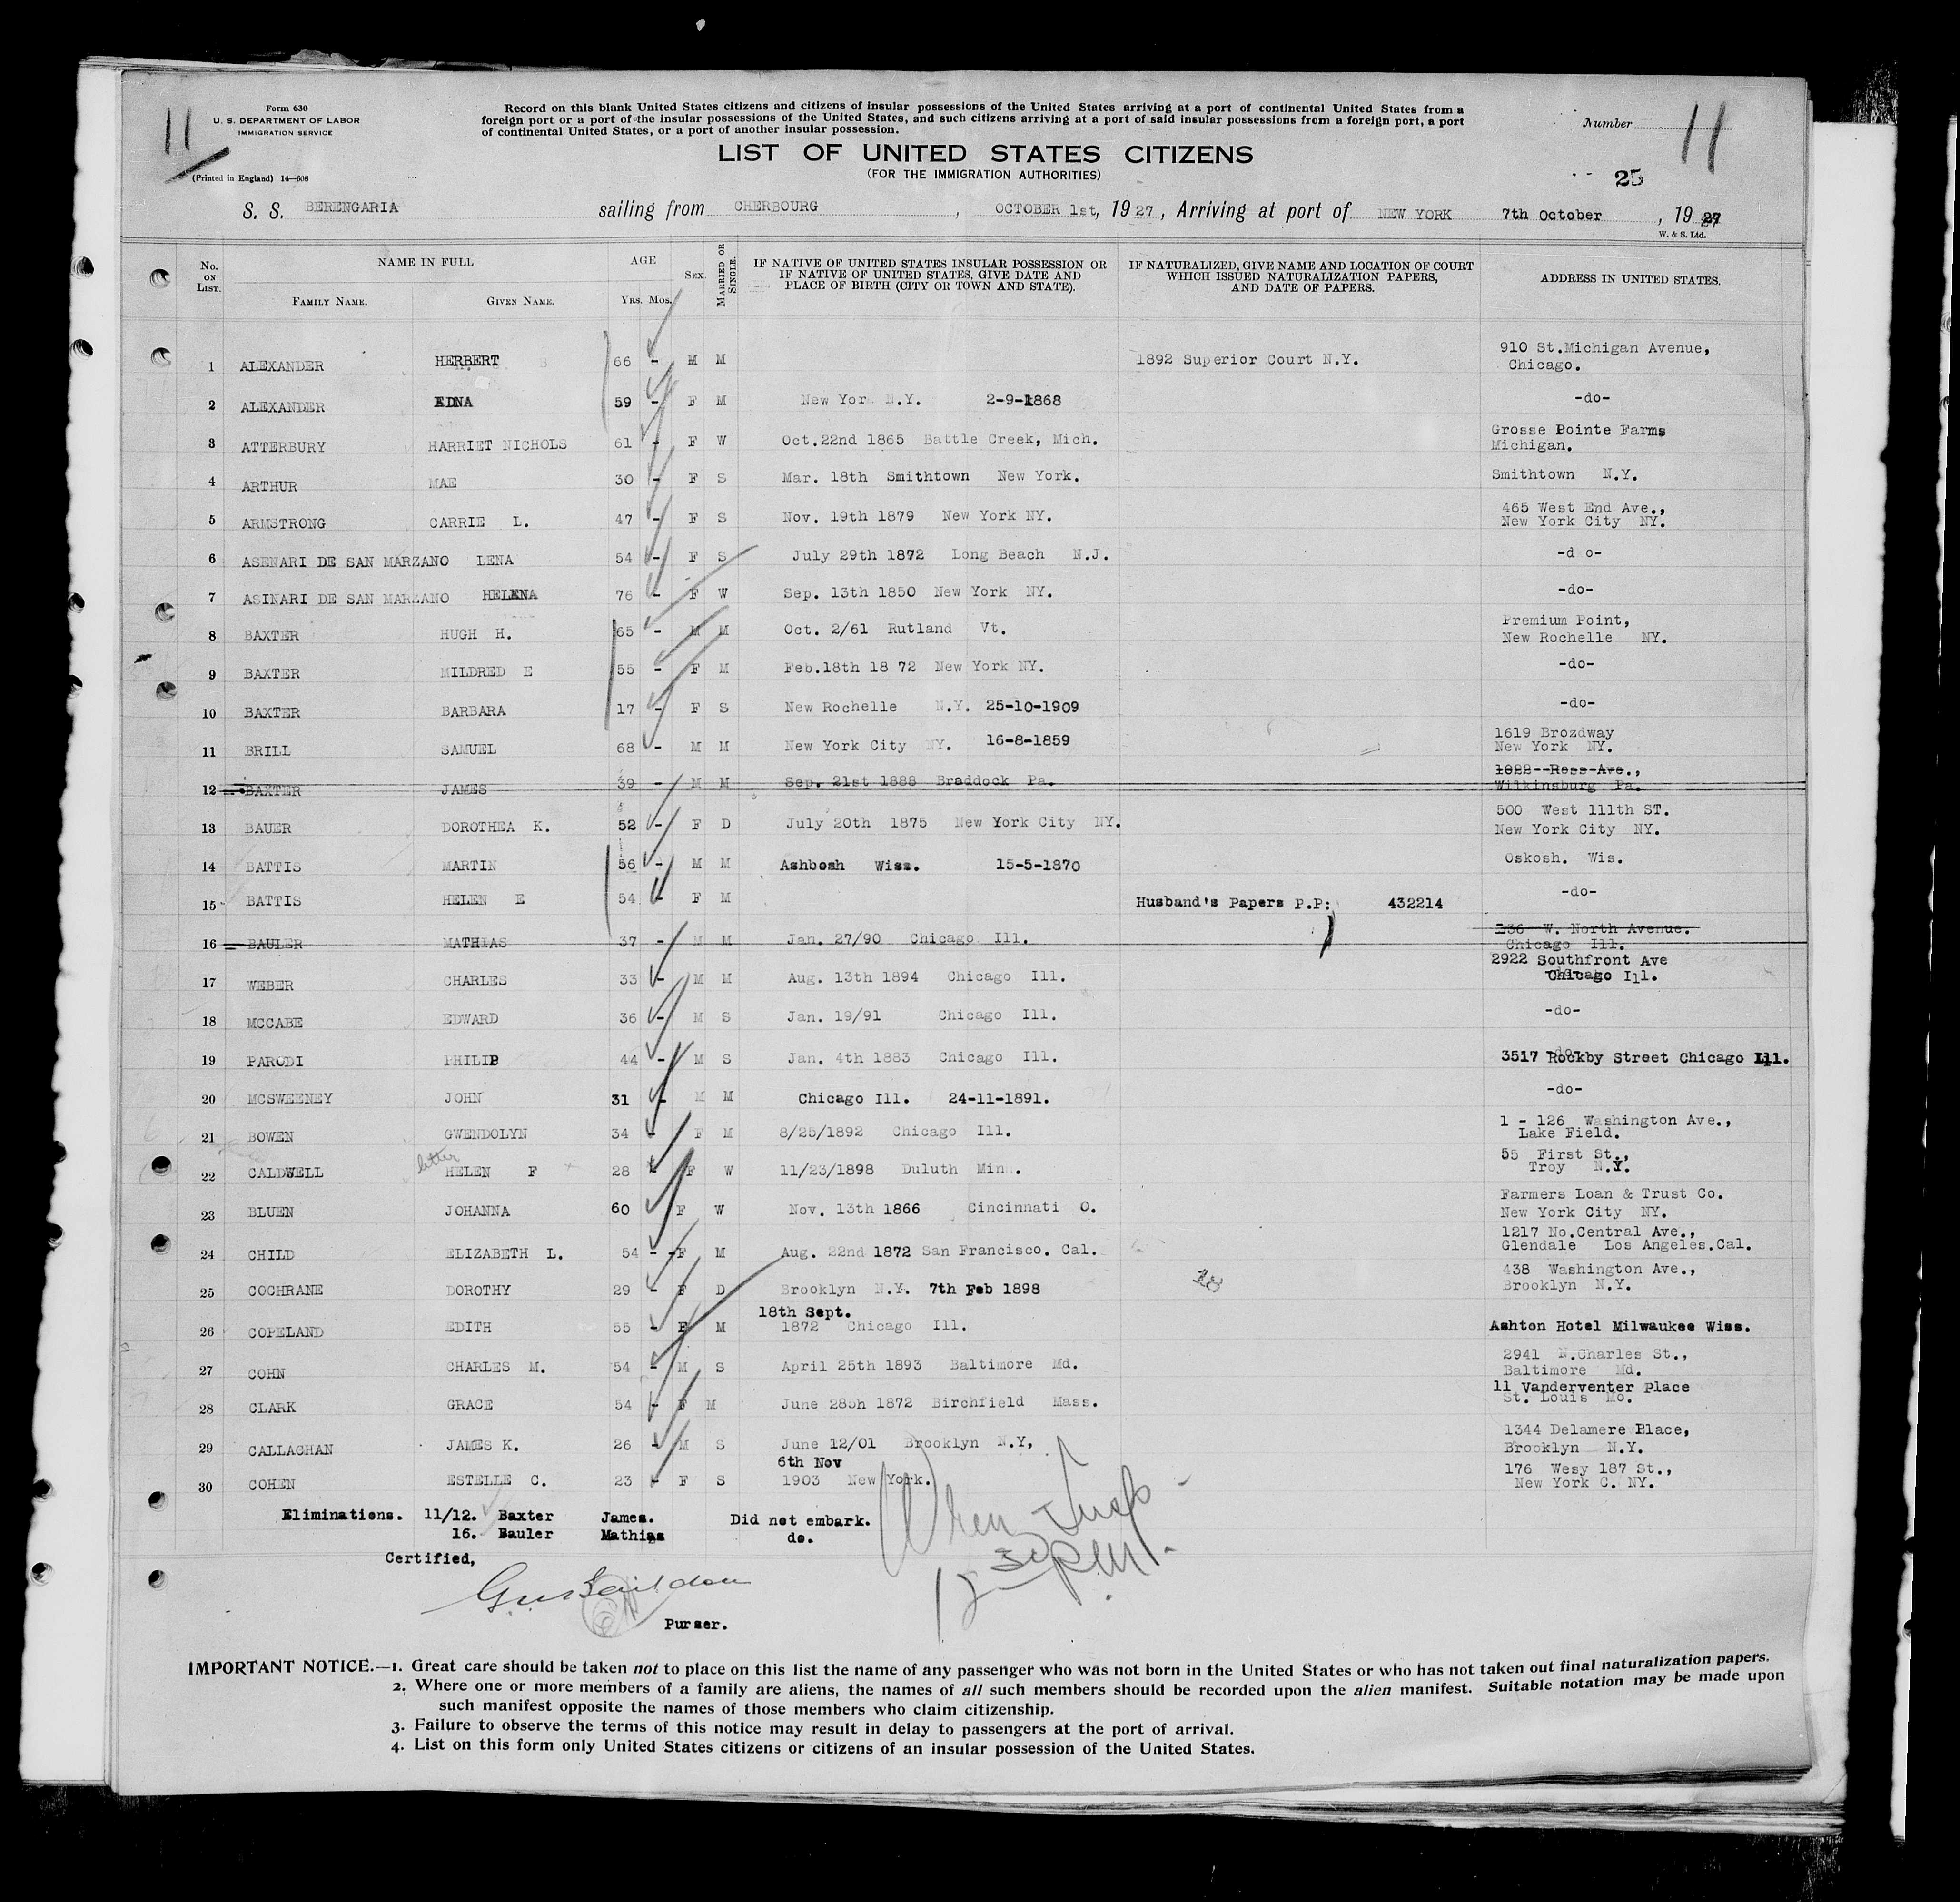 11
Form 630
U. S. DEPARTMENT OF LABOR
IMMIGRATION SERVICE
(Printed in England) 14—608
Record on this blank United States citizens and citizens of insular possessions of the United States arriving at a port of continental United States from a
foreign port or a port of the insular possessions of the United States, and such citizens arriving at a port of said insular possessions from a foreign port, a port
of continental United States, or a port of another insular possession.
LIST OF UNITED STATES CITIZENS
(FOR THE IMMIGRATION AUTHORITIES)
Number 11
25
S. S. BERENGARIA sailing from CHERBOURG, OCTOBER 1st, 1927, Arriving at port of NEW YORK 7th October, 1927
W. & S. Ltd.
No. ON LIST. NAME IN FULL FAMILY NAME. GIVEN NAME. AGE YRS. MOS. SEX. MARRIED OR SINGLE. IF NATIVE OF UNITED STATES INSULAR POSSESSION OR IF NATIVE OF UNITED STATES, GIVE DATE AND PLACE OF BIRTH (CITY OR TOWN AND STATE). IF NATURALIZED, GIVE NAME AND LOCATION OF COURT WHICH ISSUED NATURALIZATION PAPERS, AND DATE OF PAPERS. ADDRESS IN UNITED STATES.
1 ALEXANDER HERBERT 66 - M M 1892 Superior Court N.Y. 910 St.Michigan Avenue, Chicago.
2 ALEXANDER EDNA 59 - F M New Yor N.Y. 2-9-1868 -do-
3 ATTERBURY HARRIET NICHOLS 61 - F W Oct.22nd 1865 Battle Creek, Mich. Grosse Pointe Farms Michigan.
4 ARTHUR MAE 30 - F S Mar. 18th Smithtown New York. Smithtown N.Y.
5 ARMSTRONG CARRIE L. 47 - F S Nov. 19th 1879 New York NY. 465 West End Ave., New York City NY.
6 ASENARI DE SAN MARZANO LENA 54 - F S July 29th 1872 Long Beach N.J. -d o-
7 ASINARI DE SAN MARZANO HELENA 76 - F W Sep. 13th 1850 New York NY. -do-
8 BAXTER HUGH H. 65 - M M Oct. 2/61 Rutland Vt. Premium Point, New Rochelle NY.
9 BAXTER MILDRED E 55 - F M Feb.18th 18 72 New York NY. -do-
10 BAXTER BARBARA 17 - F S New Rochelle N.Y. 25-10-1909 -do-
11 BRILL SAMUEL 68 - M M New York City NY. 16-8-1859 1619 Brozdway New York NY.
12 BAXTER JAMES 39 - M M Sep. 21st 1888 Braddock Pa. 1022 Ross Ave., Wilkinsburg Pa.
13 BAUER DOROTHEA K. 52 - F D July 20th 1875 New York City NY. 500 West 111th ST. New York City NY.
14 BATTIS MARTIN 56 - M M Ashbosh Wiss. 15-5-1870 Oskosh. Wis.
15 BATTIS HELEN E 54 - F M Husband's Papers P.P: 432214 -do-
16 BAULER MATHIAS 37 - M M Jan. 27/90 Chicago Ill. 236 W. North Avenue. Chicago Ill.
17 WEBER CHARLES 33 - M M Aug. 13th 1894 Chicago Ill. 2922 Southfront Ave Chicago Ill.
18 MCCABE EDWARD 36 - M S Jan. 19/91 Chicago Ill. -do-
19 PARODI PHILIP 44 - M S Jan. 4th 1883 Chicago Ill. 3517 Rockby Street Chicago Ill.
20 MCSWEENEY JOHN 31 - M M Chicago Ill. 24-11-1891. -do-
21 BOWEN GWENDOLYN 34 - F M 8/25/1892 Chicago Ill. 1 - 126 Washington Ave., Lake Field.
22 CALDWELL letter HELEN F 28 - F W 11/23/1898 Duluth Min. 55 First St., Troy N.Y.
23 BLUEN JOHANNA 60 F W Nov. 13th 1866 Cincinnati O. Farmers Loan & Trust Co. New York City NY.
24 CHILD ELIZABETH L. 54 - F M Aug. 22nd 1872 San Francisco. Cal. 1217 No.Central Ave., Glendale Los Angeles.Cal.
25 COCHRANE DOROTHY 29 - F D Brooklyn N.Y. 7th Feb 1898 438 Washington Ave., Brooklyn N.Y.
26 COPELAND EDITH 55 - F M 18th Sept. 1872 Chicago Ill. Ashton Hotel Milwaukee Wiss.
27 COHN CHARLES M. 54 - M S April 25th 1893 Baltimore Md. 2941 N.Charles St., Baltimore Md.
28 CLARK GRACE 54 - F M June 28oh 1872 Birchfield Mass. 11 Vanderventer Place St. Louis Mo.
29 CALLAGHAN JAMES K. 26 - M S June 12/01 Brooklyn N.Y, 1344 Delamere Place, Brooklyn N.Y.
30 COHEN ESTELLE C. 23 - F S 6th Nov 1903 New York. 176 Wesy 187 St., New York C. NY.
Eliminations. 11/12. Baxter James. Did not embark.
16. Bauler Mathias do.
Certified,
Purser.
IMPORTANT NOTICE.—1. Great care should be taken not to place on this list the name of any passenger who was not born in the United States or who has not taken out final naturalization papers.
2. Where one or more members of a family are aliens, the names of all such members should be recorded upon the alien manifest. Suitable notation may be made upon
such manifest opposite the names of those members who claim citizenship.
3. Failure to observe the terms of this notice may result in delay to passengers at the port of arrival.
4. List on this form only United States citizens or citizens of an insular possession of the United States.